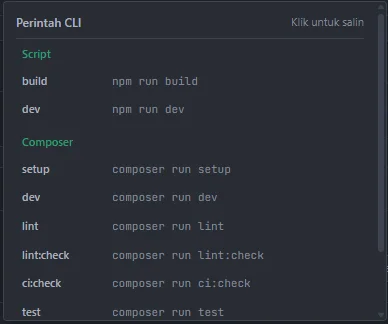 Perintah CLI Klik untuk salin
Script
build npm run build
dev npm run dev
Composer
setup composer run setup
dev composer run dev
lint composer run lint
lint:check composer run lint:check
ci:check composer run ci:check
test composer run test